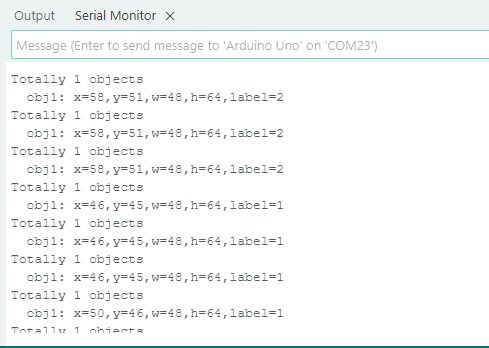 Output Serial Monitor ×
Message (Enter to send message to 'Arduino Uno' on 'COM23')
Totally 1 objects
obj1: x=58,y=51,w=48,h=64,label=2
Totally 1 objects
obj1: x=58,y=51,w=48,h=64,label=2
Totally 1 objects
obj1: x=58,y=51,w=48,h=64,label=2
Totally 1 objects
obj1: x=46,y=45,w=48,h=64,label=1
Totally 1 objects
obj1: x=46,y=45,w=48,h=64,label=1
Totally 1 objects
obj1: x=46,y=45,w=48,h=64,label=1
Totally 1 objects
obj1: x=50,y=46,w=48,h=64,label=1
Totally 1 objects